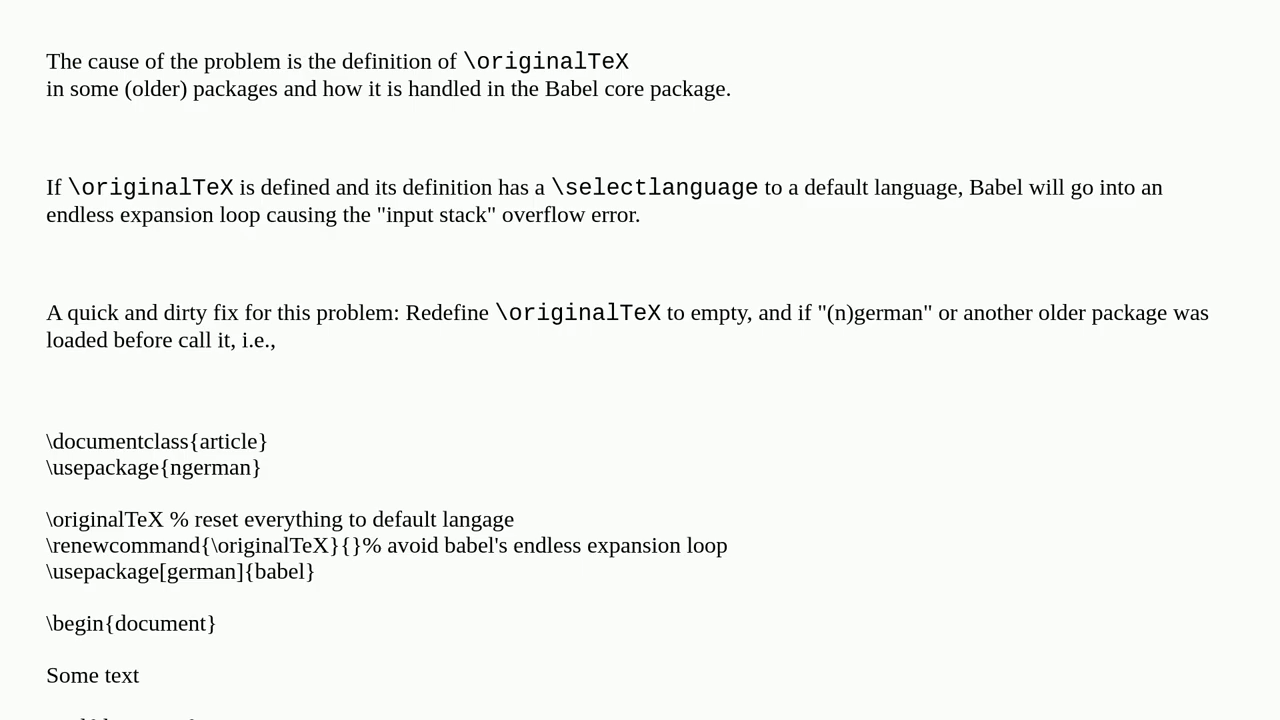 The cause of the problem is the definition of \originalTeX
in some (older) packages and how it is handled in the Babel core package.
If \originalTeX is defined and its definition has a \selectlanguage to a default language, Babel will go into an
endless expansion loop causing the "input stack" overflow error.
A quick and dirty fix for this problem: Redefine \originalTeX to empty, and if "(n)german" or another older package was
loaded before call it, i.e.,
\documentclass{article}
\usepackage{ngerman}
\originalTeX % reset everything to default langage
\renewcommand{\originalTeX}{}% avoid babel's endless expansion loop
\usepackage[german]{babel}
\begin{document}
Some text